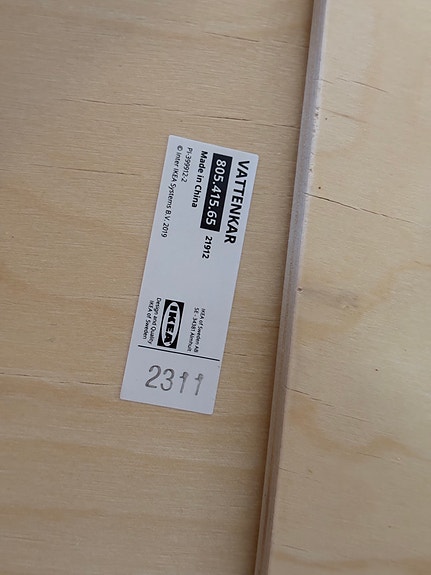 VATTENKAR
805.415.65 21912
Made in China
PI-399912-2
© Inter IKEA Systems B.V. 2019
IKEA of Sweden AB
SE -34381 Älmhult
IKEA
Design and Quality
IKEA of Sweden
2311